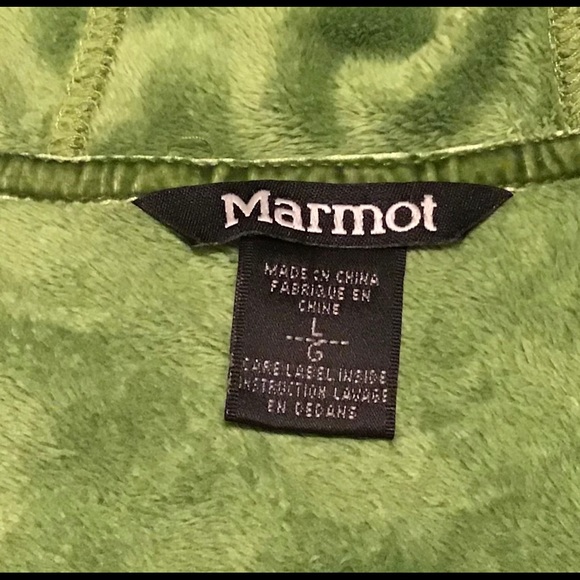 Marmot
MADE IN CHINA
FABRIQUE EN
CHINE
L
G
CARE LABEL INSIDE
INSTRUCTION LAVAGE
EN DEDANS